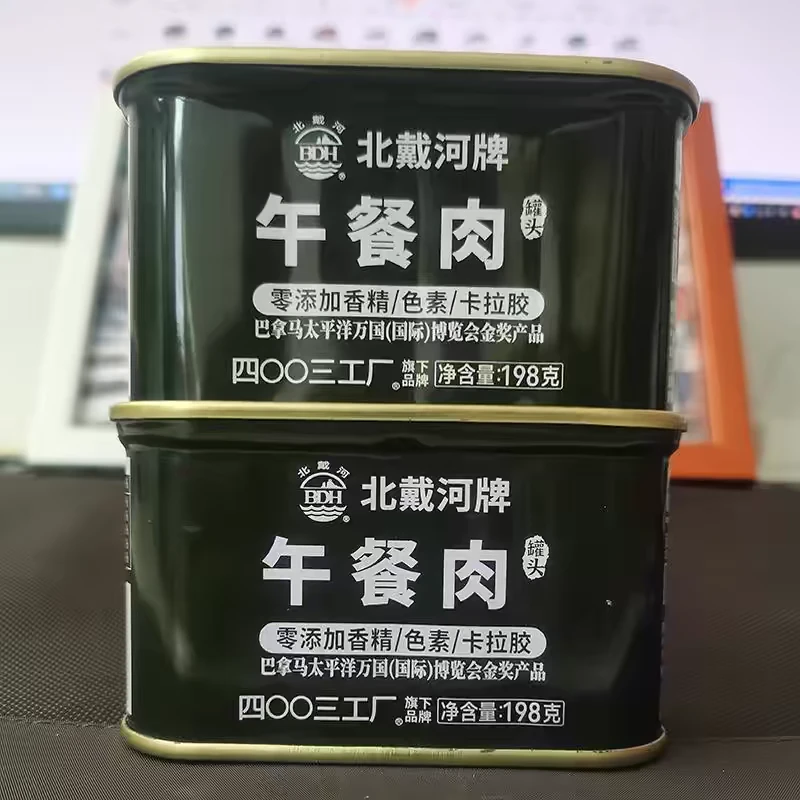 北戴河
BDH
®
北戴河牌
午餐肉
罐头
零添加香精/色素/卡拉胶
巴拿马太平洋万国(国际)博览会金奖产品
四〇〇三工厂® 旗下品牌 净含量:198克
北戴河
BDH
®
北戴河牌
午餐肉
罐头
零添加香精/色素/卡拉胶
巴拿马太平洋万国(国际)博览会金奖产品
四〇〇三工厂® 旗下品牌 净含量:198克